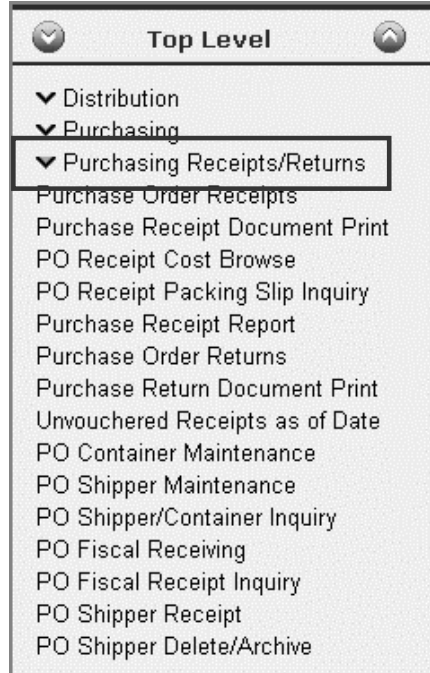 Top Level
Distribution
Purchasing
Purchasing Receipts/Returns
Purchase Order Receipts
Purchase Receipt Document Print
PO Receipt Cost Browse
PO Receipt Packing Slip Inquiry
Purchase Receipt Report
Purchase Order Returns
Purchase Return Document Print
Unvouchered Receipts as of Date
PO Container Maintenance
PO Shipper Maintenance
PO Shipper/Container Inquiry
PO Fiscal Receiving
PO Fiscal Receipt Inquiry
PO Shipper Receipt
PO Shipper Delete/Archive